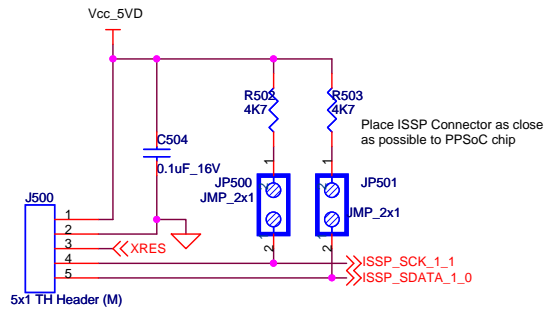 Vcc_5VD
R502
4K7
R503
4K7
Place ISSP Connector as close
as possible to PPSoC chip
C504
0.1uF_16V
1
1
JP500
JMP_2x1
JP501
JMP_2x1
2
2
J500
1
2
3
4
5
XRES
ISSP_SCK_1_1
ISSP_SDATA_1_0
5x1 TH Header (M)